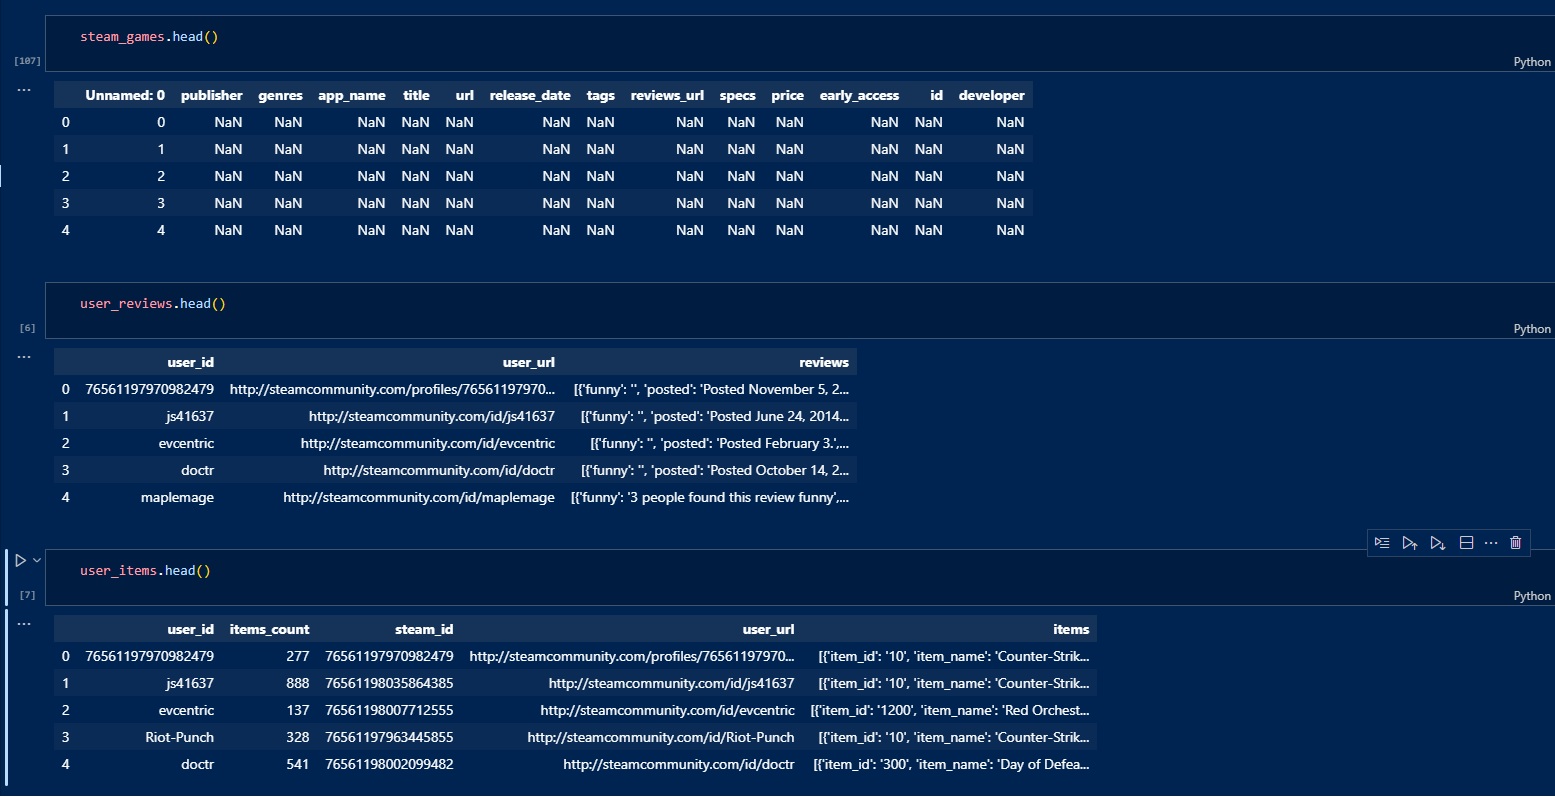 steam_games.head()
[107]
Python
...
Unnamed: 0 publisher genres app_name title url release_date tags reviews_url specs price early_access id developer
0 0 NaN NaN NaN NaN NaN NaN NaN NaN NaN NaN NaN NaN NaN
1 1 NaN NaN NaN NaN NaN NaN NaN NaN NaN NaN NaN NaN NaN
2 2 NaN NaN NaN NaN NaN NaN NaN NaN NaN NaN NaN NaN NaN
3 3 NaN NaN NaN NaN NaN NaN NaN NaN NaN NaN NaN NaN NaN
4 4 NaN NaN NaN NaN NaN NaN NaN NaN NaN NaN NaN NaN NaN
user_reviews.head()
[6]
Python
...
user_id user_url reviews
0 76561197970982479 http://steamcommunity.com/profiles/76561197970... [{'funny': '', 'posted': 'Posted November 5, 2...
1 js41637 http://steamcommunity.com/id/js41637 [{'funny': '', 'posted': 'Posted June 24, 2014...
2 evcentric http://steamcommunity.com/id/evcentric [{'funny': '', 'posted': 'Posted February 3.',...
3 doctr http://steamcommunity.com/id/doctr [{'funny': '', 'posted': 'Posted October 14, 2...
4 maplemage http://steamcommunity.com/id/maplemage [{'funny': '3 people found this review funny',...
user_items.head()
[7]
Python
...
user_id items_count steam_id user_url items
0 76561197970982479 277 76561197970982479 http://steamcommunity.com/profiles/76561197970... [{'item_id': '10', 'item_name': 'Counter-Strik...
1 js41637 888 76561198035864385 http://steamcommunity.com/id/js41637 [{'item_id': '10', 'item_name': 'Counter-Strik...
2 evcentric 137 76561198007712555 http://steamcommunity.com/id/evcentric [{'item_id': '1200', 'item_name': 'Red Orchest...
3 Riot-Punch 328 76561197963445855 http://steamcommunity.com/id/Riot-Punch [{'item_id': '10', 'item_name': 'Counter-Strik...
4 doctr 541 76561198002099482 http://steamcommunity.com/id/doctr [{'item_id': '300', 'item_name': 'Day of Defea...